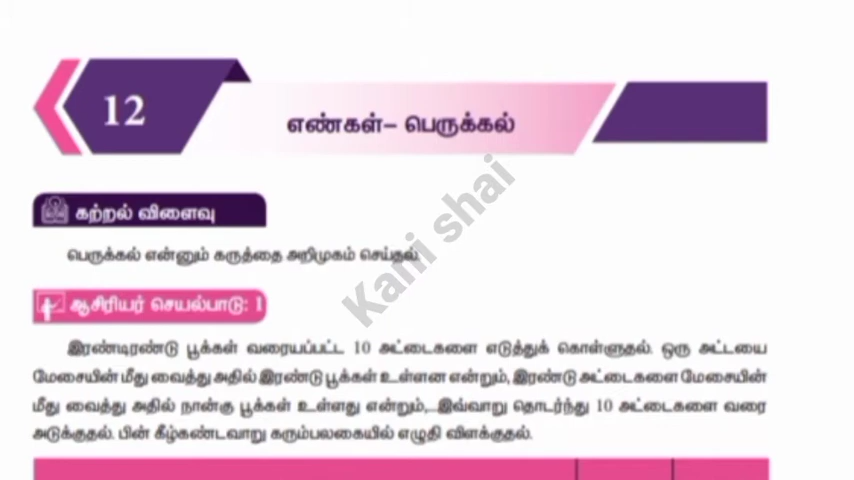 12
எண்கள்– பெருக்கல்
கற்றல் விளைவு
பெருக்கல் என்னும் கருத்தை அறிமுகம் செய்தல்.
ஆசிரியர் செயல்பாடு: 1
இரண்டிரண்டு பூக்கள் வரையப்பட்ட 10 அட்டைகளை எடுத்துக் கொள்ளுதல். ஒரு அட்டயை
மேசையின் மீது வைத்து அதில் இரண்டு பூக்கள் உள்ளன என்றும், இரண்டு அட்டைகளை மேசையின்
மீது வைத்து அதில் நான்கு பூக்கள் உள்ளது என்றும்,...இவ்வாறு தொடர்ந்து 10 அட்டைகளை வரை
அடுக்குதல். பின் கீழ்கண்டவாறு கரும்பலகையில் எழுதி விளக்குதல்.
Kani shai